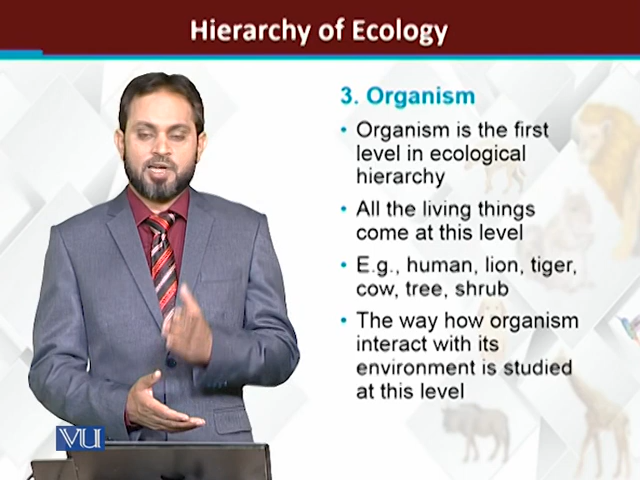 Hierarchy of Ecology
3. Organism
• Organism is the first
level in ecological
hierarchy
• All the living things
come at this level
• E.g., human, lion, tiger,
cow, tree, shrub
• The way how organism
interact with its
environment is studied
at this level
VU